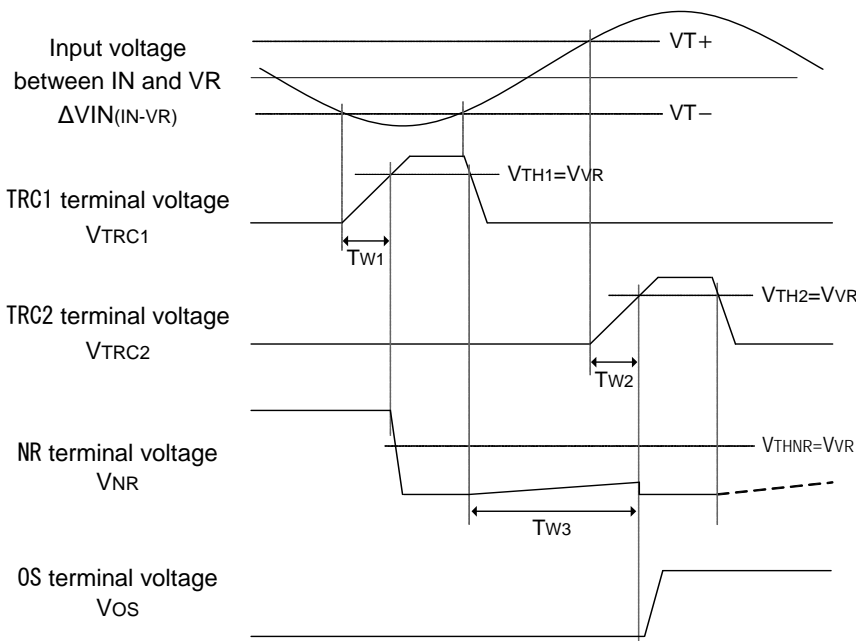 Input voltage
between IN and VR
ΔVIN(IN-VR)
VT+
VT−
TRC1 terminal voltage
VTRC1
VTH1=VVR
TW1
TRC2 terminal voltage
VTRC2
VTH2=VVR
TW2
NR terminal voltage
VNR
VTHNR=VVR
TW3
OS terminal voltage
VOS